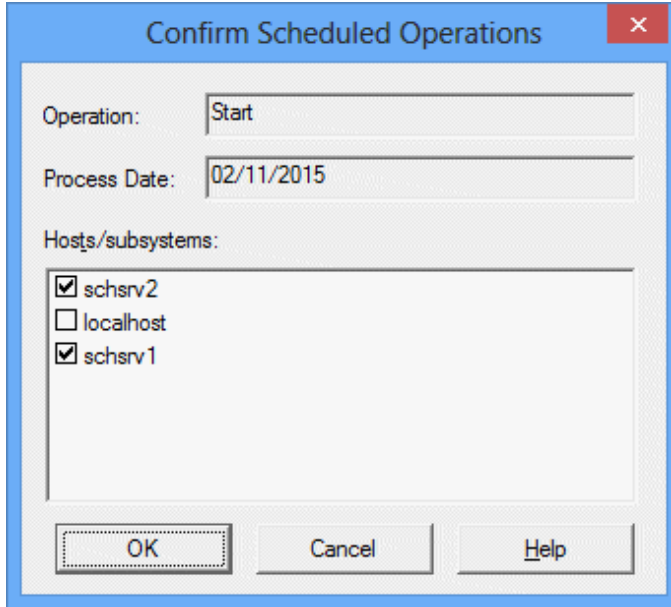 Confirm Scheduled Operations
Operation: Start
Process Date: 02/11/2015
Hosts/subsystems:
schsrv2
localhost
schsrv1
OK Cancel Help